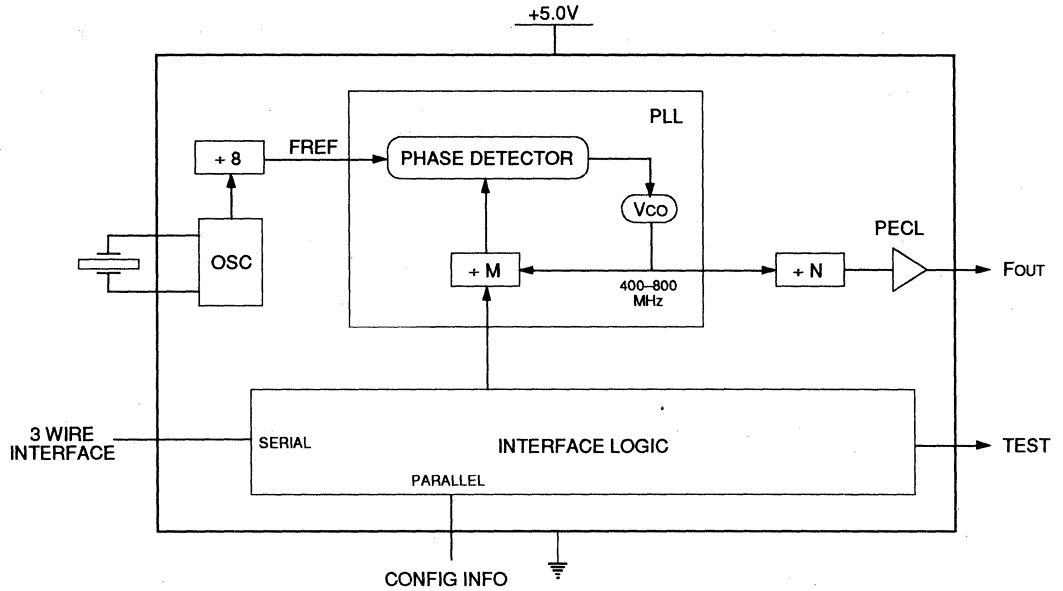 +5.0V
PLL
÷ 8
FREF
PHASE DETECTOR
VCO
OSC
÷ M
400–800
MHz
÷ N
PECL
FOUT
3 WIRE
INTERFACE
SERIAL
INTERFACE LOGIC
TEST
PARALLEL
CONFIG INFO